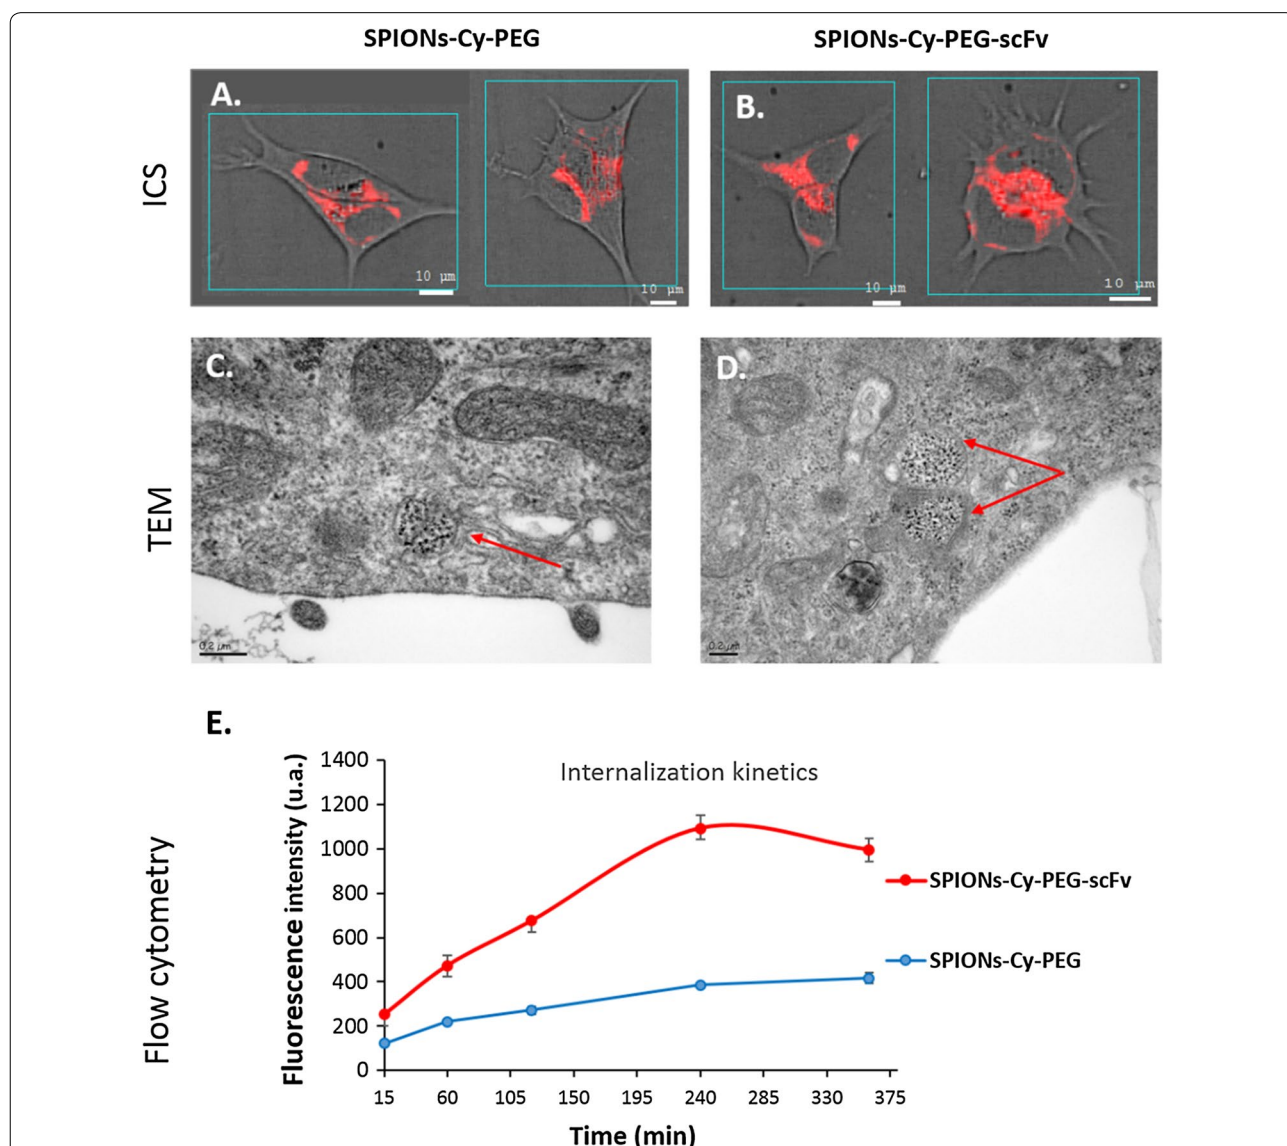 SPIONs-Cy-PEG
SPIONs-Cy-PEG-scFv
ICS
A.
10 μm
10 μm
B.
10 μm
10 μm
TEM
C.
0.2 μm
D.
0.2 μm
E.
Flow cytometry
Internalization kinetics
Fluorescence intensity (u.a.)
1400
1200
1000
800
600
400
200
0
15 60 105 150 195 240 285 330 375
Time (min)
SPIONs-Cy-PEG-scFv
SPIONs-Cy-PEG